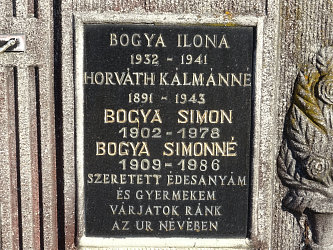 BOGYA ILONA
1932 - 1941
HORVÁTH KÁLMÁNNÉ
1891 - 1943
BOGYA SIMON
1902 - 1978
BOGYA SIMONNÉ
1909 - 1986
SZERETETT ÉDESANYÁM
ÉS GYERMEKEM
VÁRJATOK RÁNK
AZ UR NEVÉBEN